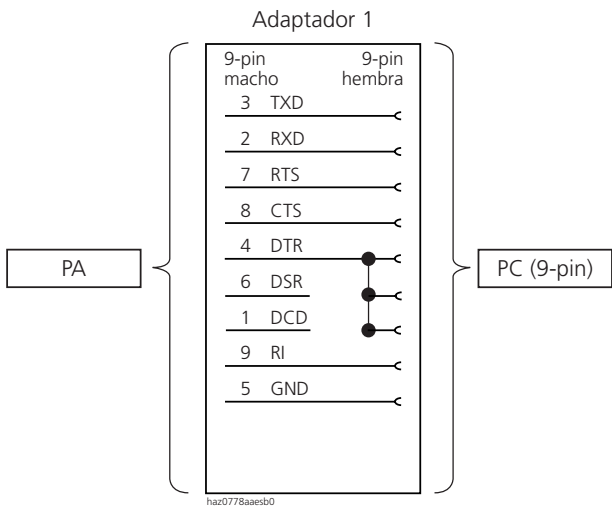 Adaptador 1
9-pin 9-pin
macho hembra
3 TXD
2 RXD
7 RTS
8 CTS
4 DTR
PA
PC (9-pin)
6 DSR
1 DCD
9 RI
5 GND
haz0778aaesb0